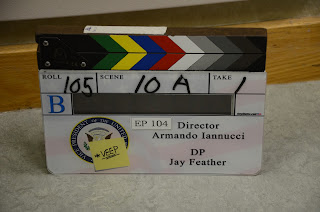 ROLL SCENE TAKE
105 10 A 1
B
EP 104
Director
Armando Iannucci
DP
Jay Feather
#VEEP